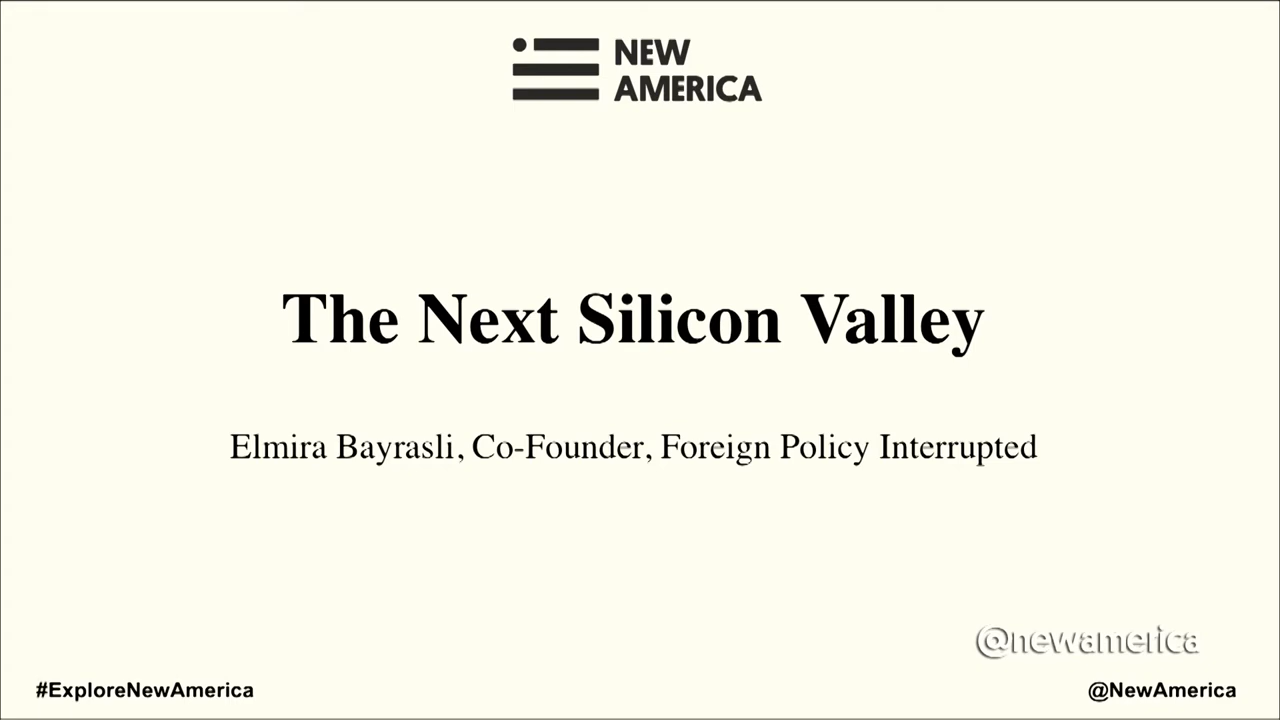 NEW
AMERICA
The Next Silicon Valley
Elmira Bayrasli, Co-Founder, Foreign Policy Interrupted
@newamerica
#ExploreNewAmerica
@NewAmerica